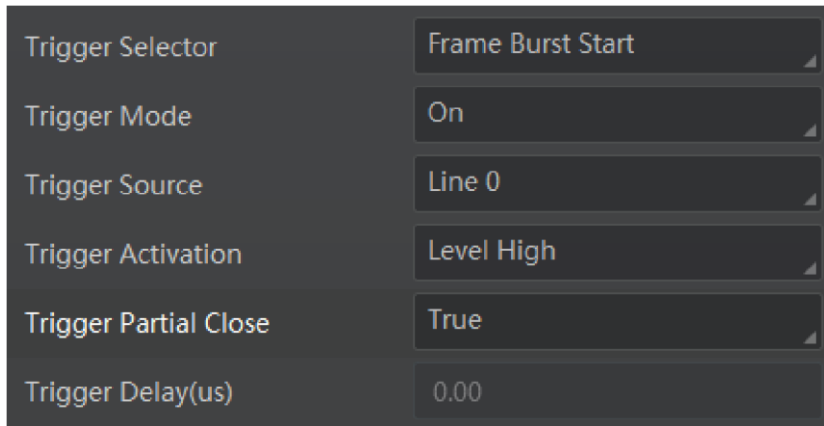 Trigger Selector Frame Burst Start
Trigger Mode On
Trigger Source Line 0
Trigger Activation Level High
Trigger Partial Close True
Trigger Delay(us) 0.00